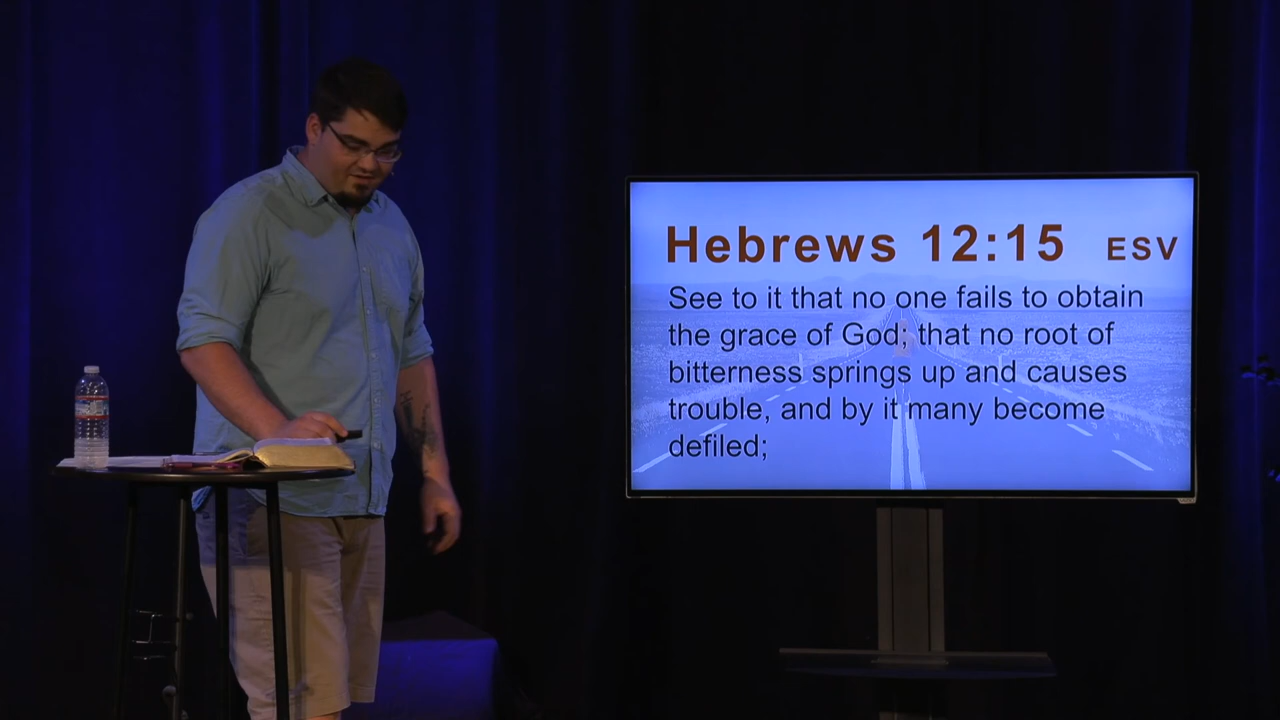 Hebrews 12:15 ESV
See to it that no one fails to obtain
the grace of God; that no root of
bitterness springs up and causes
trouble, and by it many become
defiled;